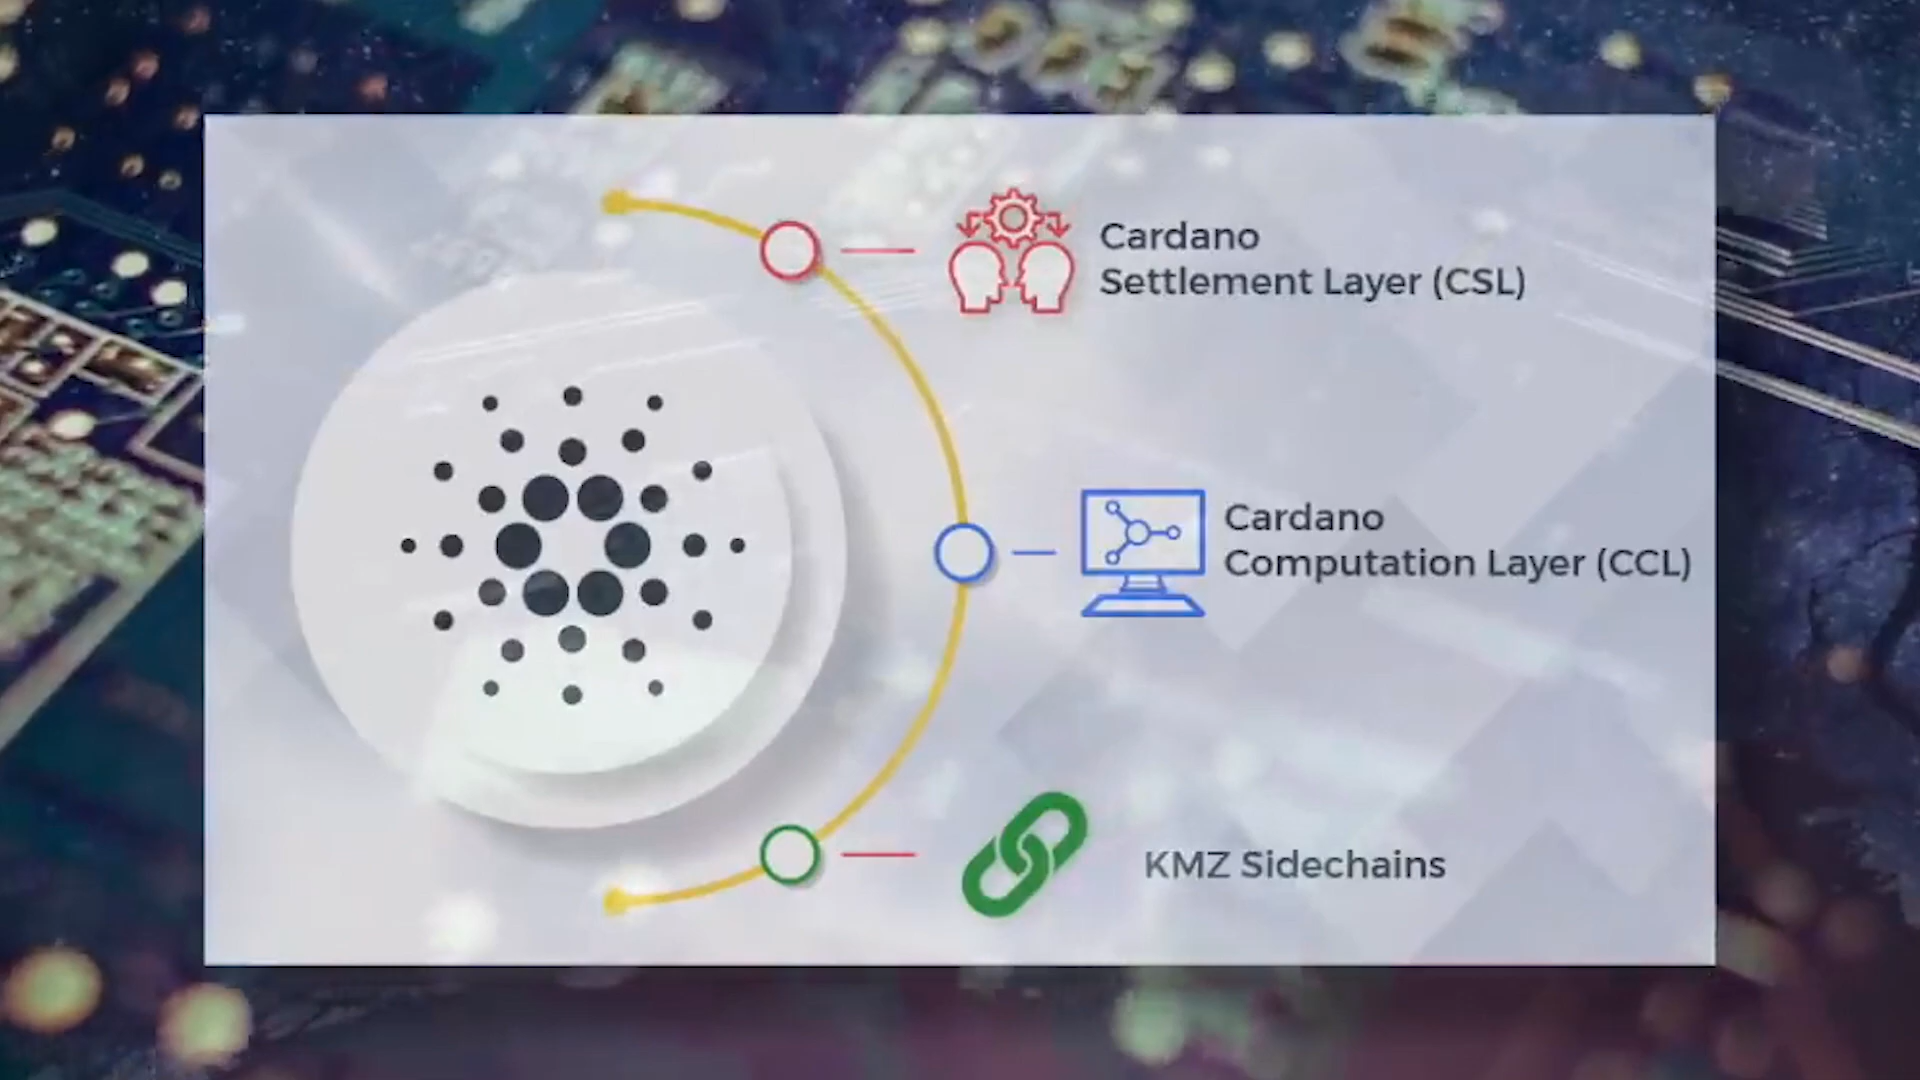 Cardano
Settlement Layer (CSL)
Cardano
Computation Layer (CCL)
KMZ Sidechains